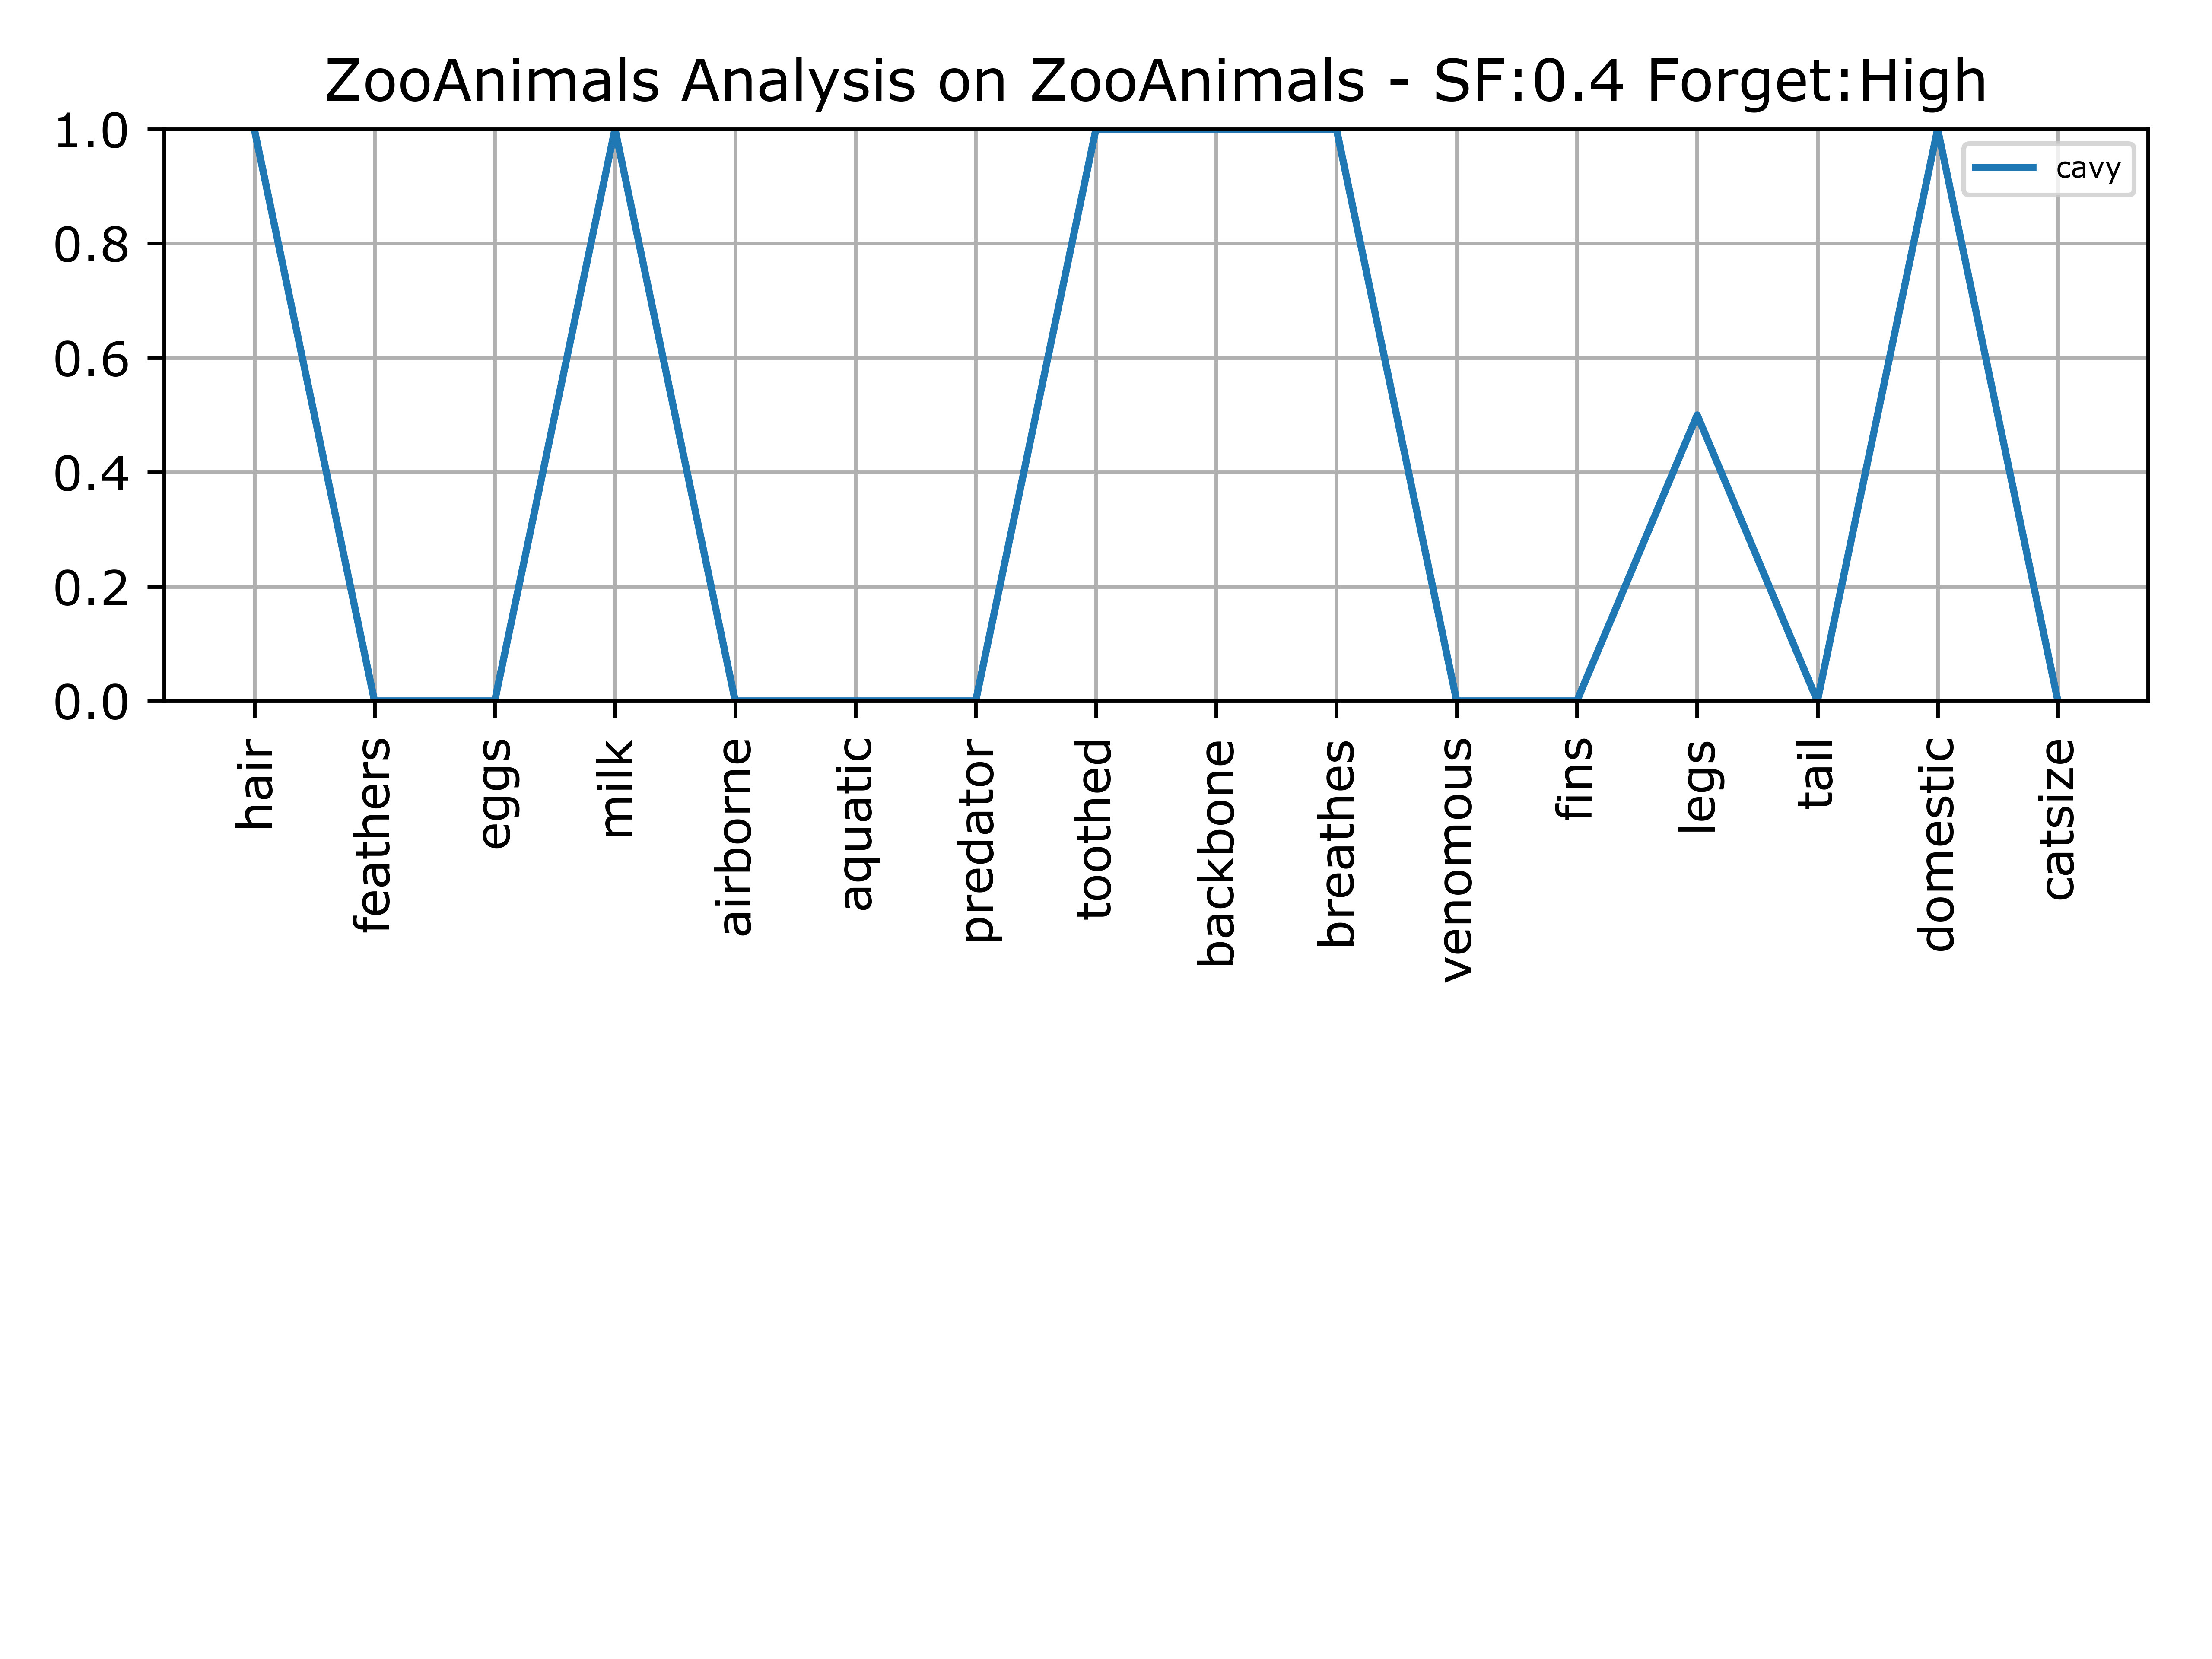 ZooAnimals Analysis on ZooAnimals - SF:0.4 Forget:High
1.0
0.8
0.6
0.4
0.2
0.0
cavy
hair
feathers
eggs
milk
airborne
aquatic
predator
toothed
backbone
breathes
venomous
fins
legs
tail
domestic
catsize